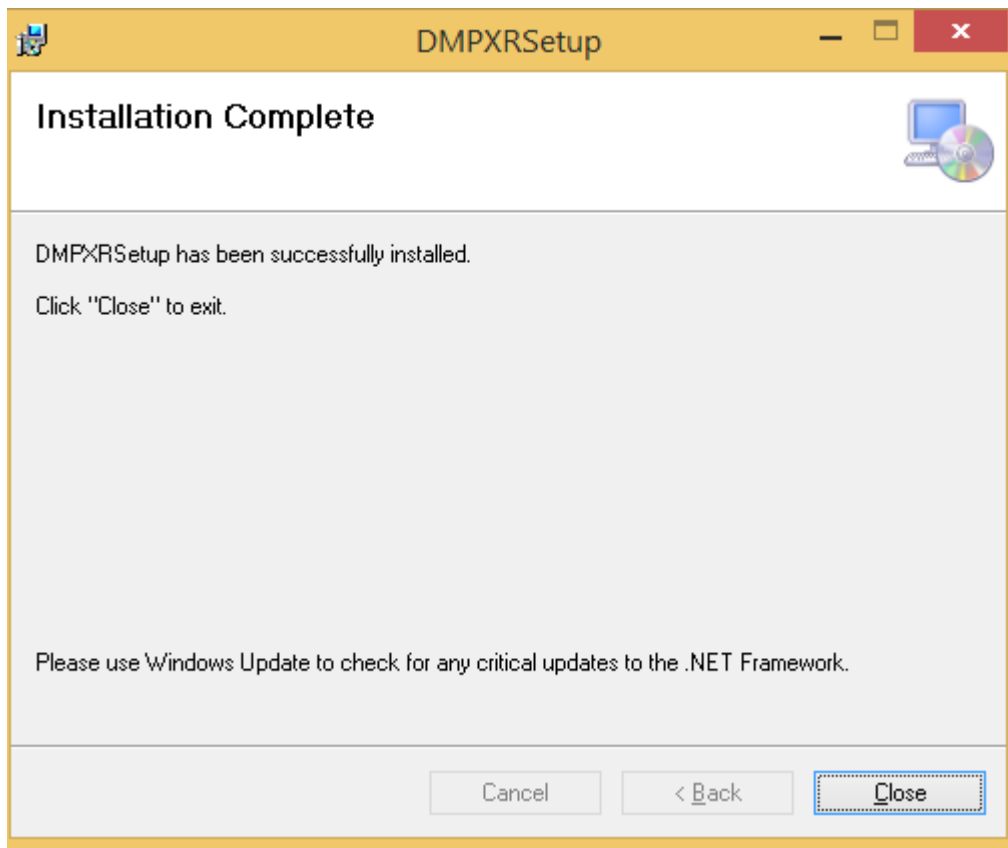 DMPXRSetup
Installation Complete
DMPXRSetup has been successfully installed.
Click "Close" to exit.
Please use Windows Update to check for any critical updates to the .NET Framework.
Cancel
< Back
Close